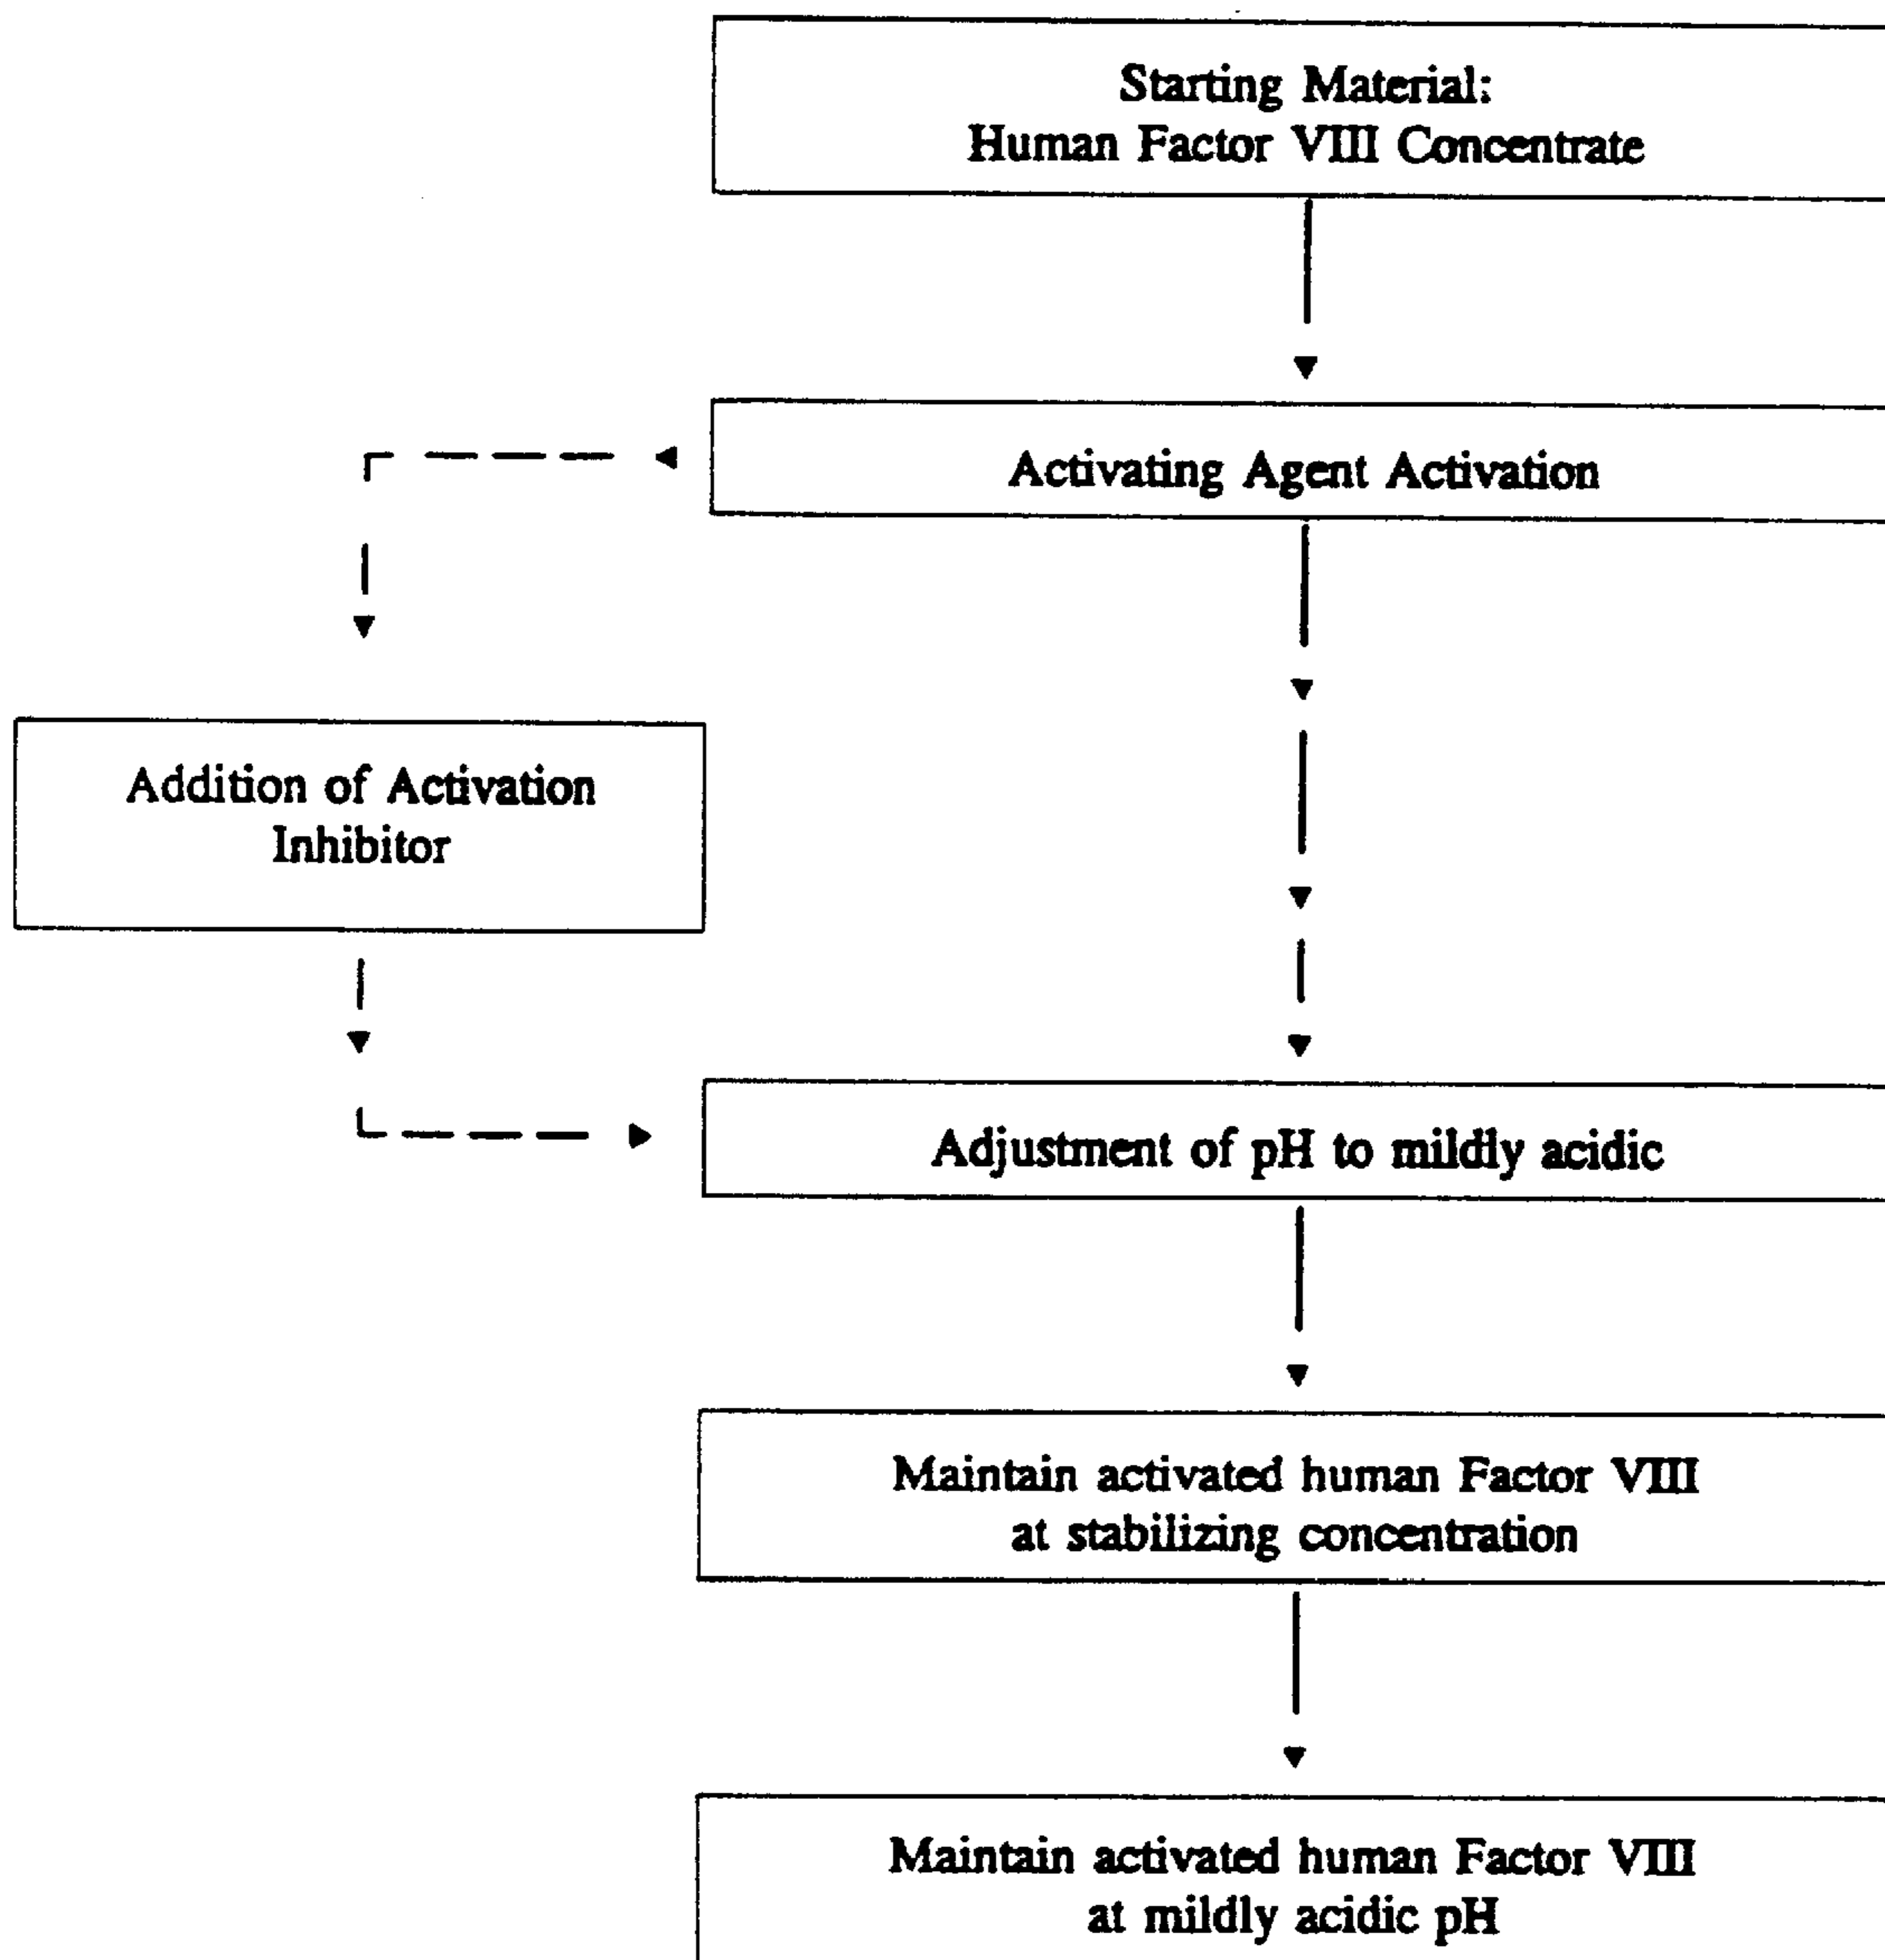 Starting Material:
Human Factor VIII Concentrate
Activating Agent Activation
Addition of Activation
Inhibitor
Adjustment of pH to mildly acidic
Maintain activated human Factor VIII
at stabilizing concentration
Maintain activated human Factor VIII
at mildly acidic pH